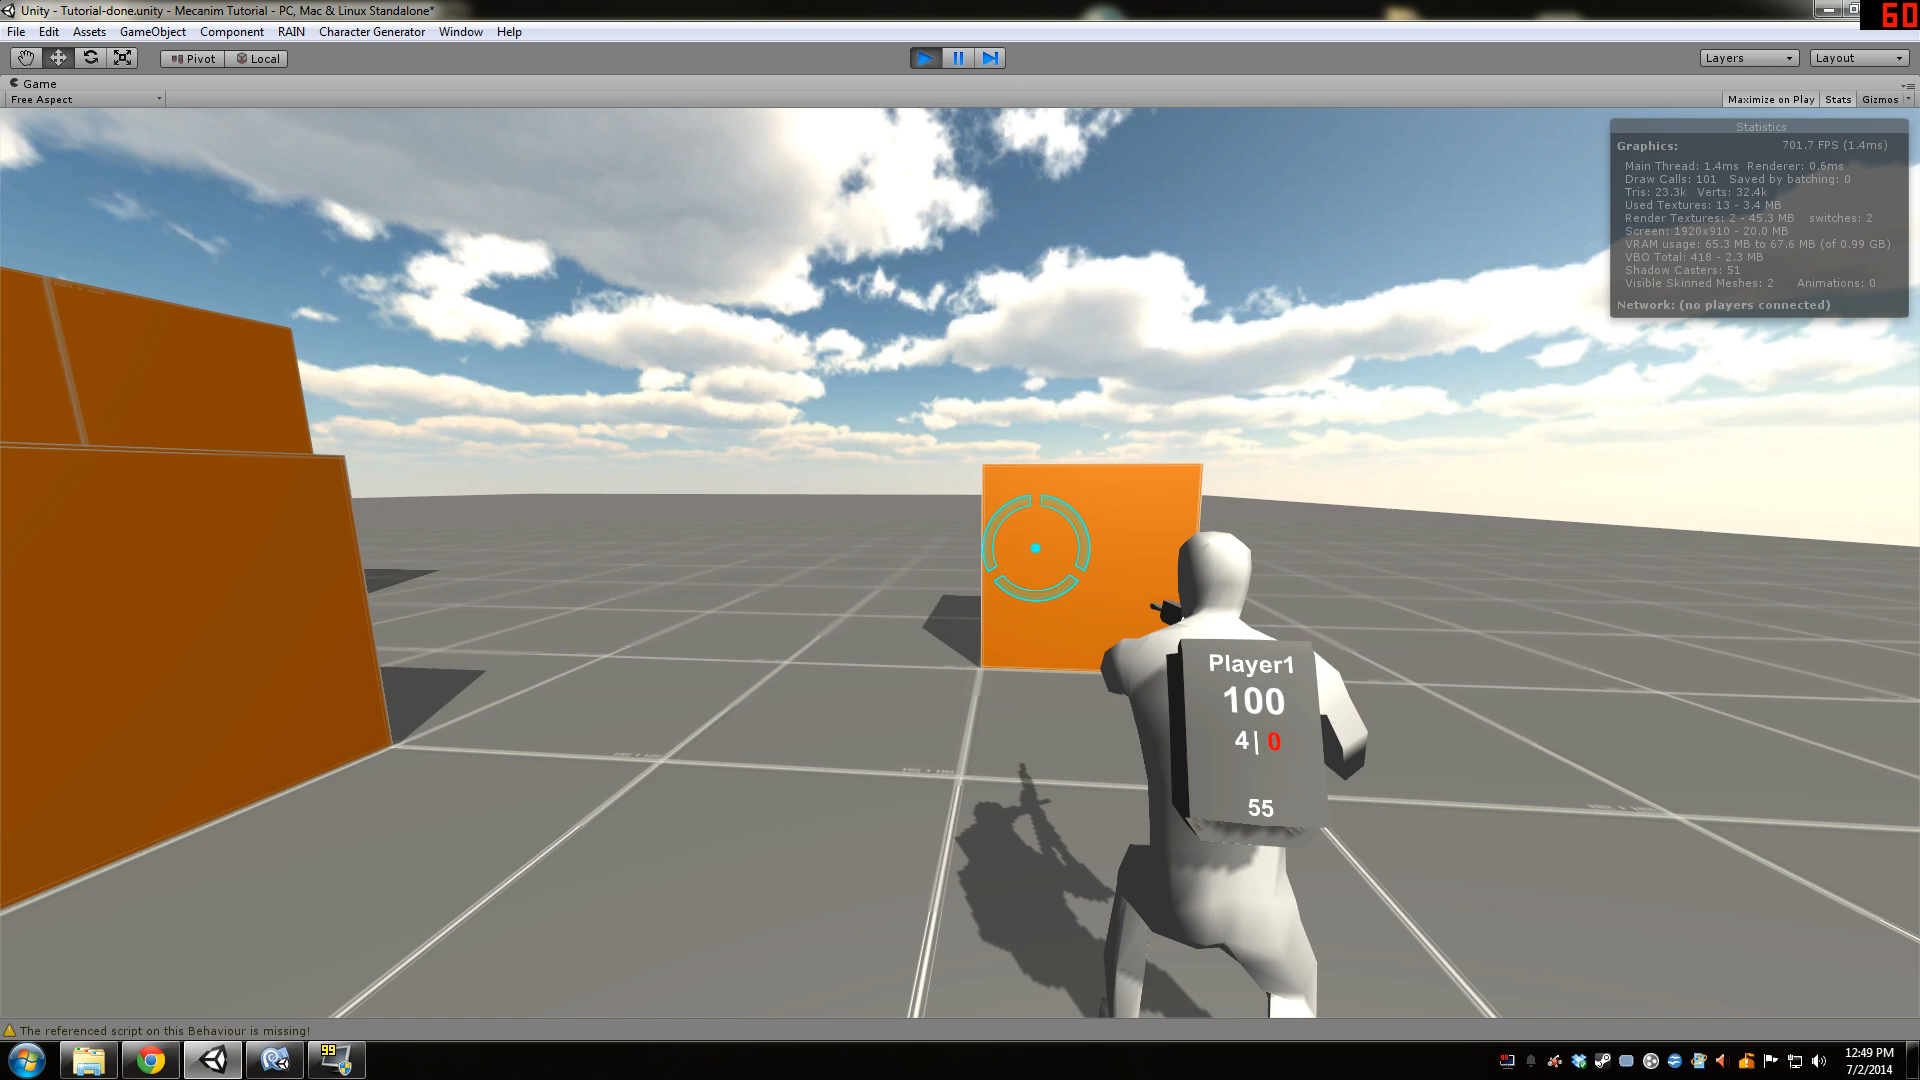 Unity - Tutorial-done.unity - Mecanim Tutorial - PC, Mac & Linux Standalone*
60
File Edit Assets GameObject Component RAIN Character Generator Window Help
Pivot Local Layers Layout
Game
Free Aspect Maximize on Play Stats Gizmos
Statistics
Graphics: 701.7 FPS (1.4ms)
Main Thread: 1.4ms Renderer: 0.6ms
Draw Calls: 101 Saved by batching: 0
Tris: 23.3k Verts: 32.4k
Used Textures: 13 - 3.4 MB
Render Textures: 2 - 45.3 MB switches: 2
Screen: 1920x910 - 20.0 MB
VRAM usage: 65.3 MB to 67.6 MB (of 0.99 GB)
VBO Total: 418 - 2.3 MB
Shadow Casters: 51
Visible Skinned Meshes: 2 Animations: 0
Network: (no players connected)
Player1
100
4| 0
55
The referenced script on this Behaviour is missing!
99
12:49 PM
7/2/2014